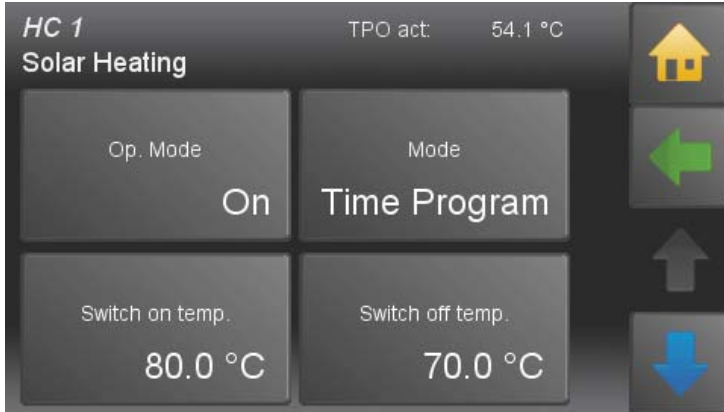 HC 1 TPO act: 54.1 °C
Solar Heating
Op. Mode Mode
On Time Program
Switch on temp. Switch off temp.
80.0 °C 70.0 °C